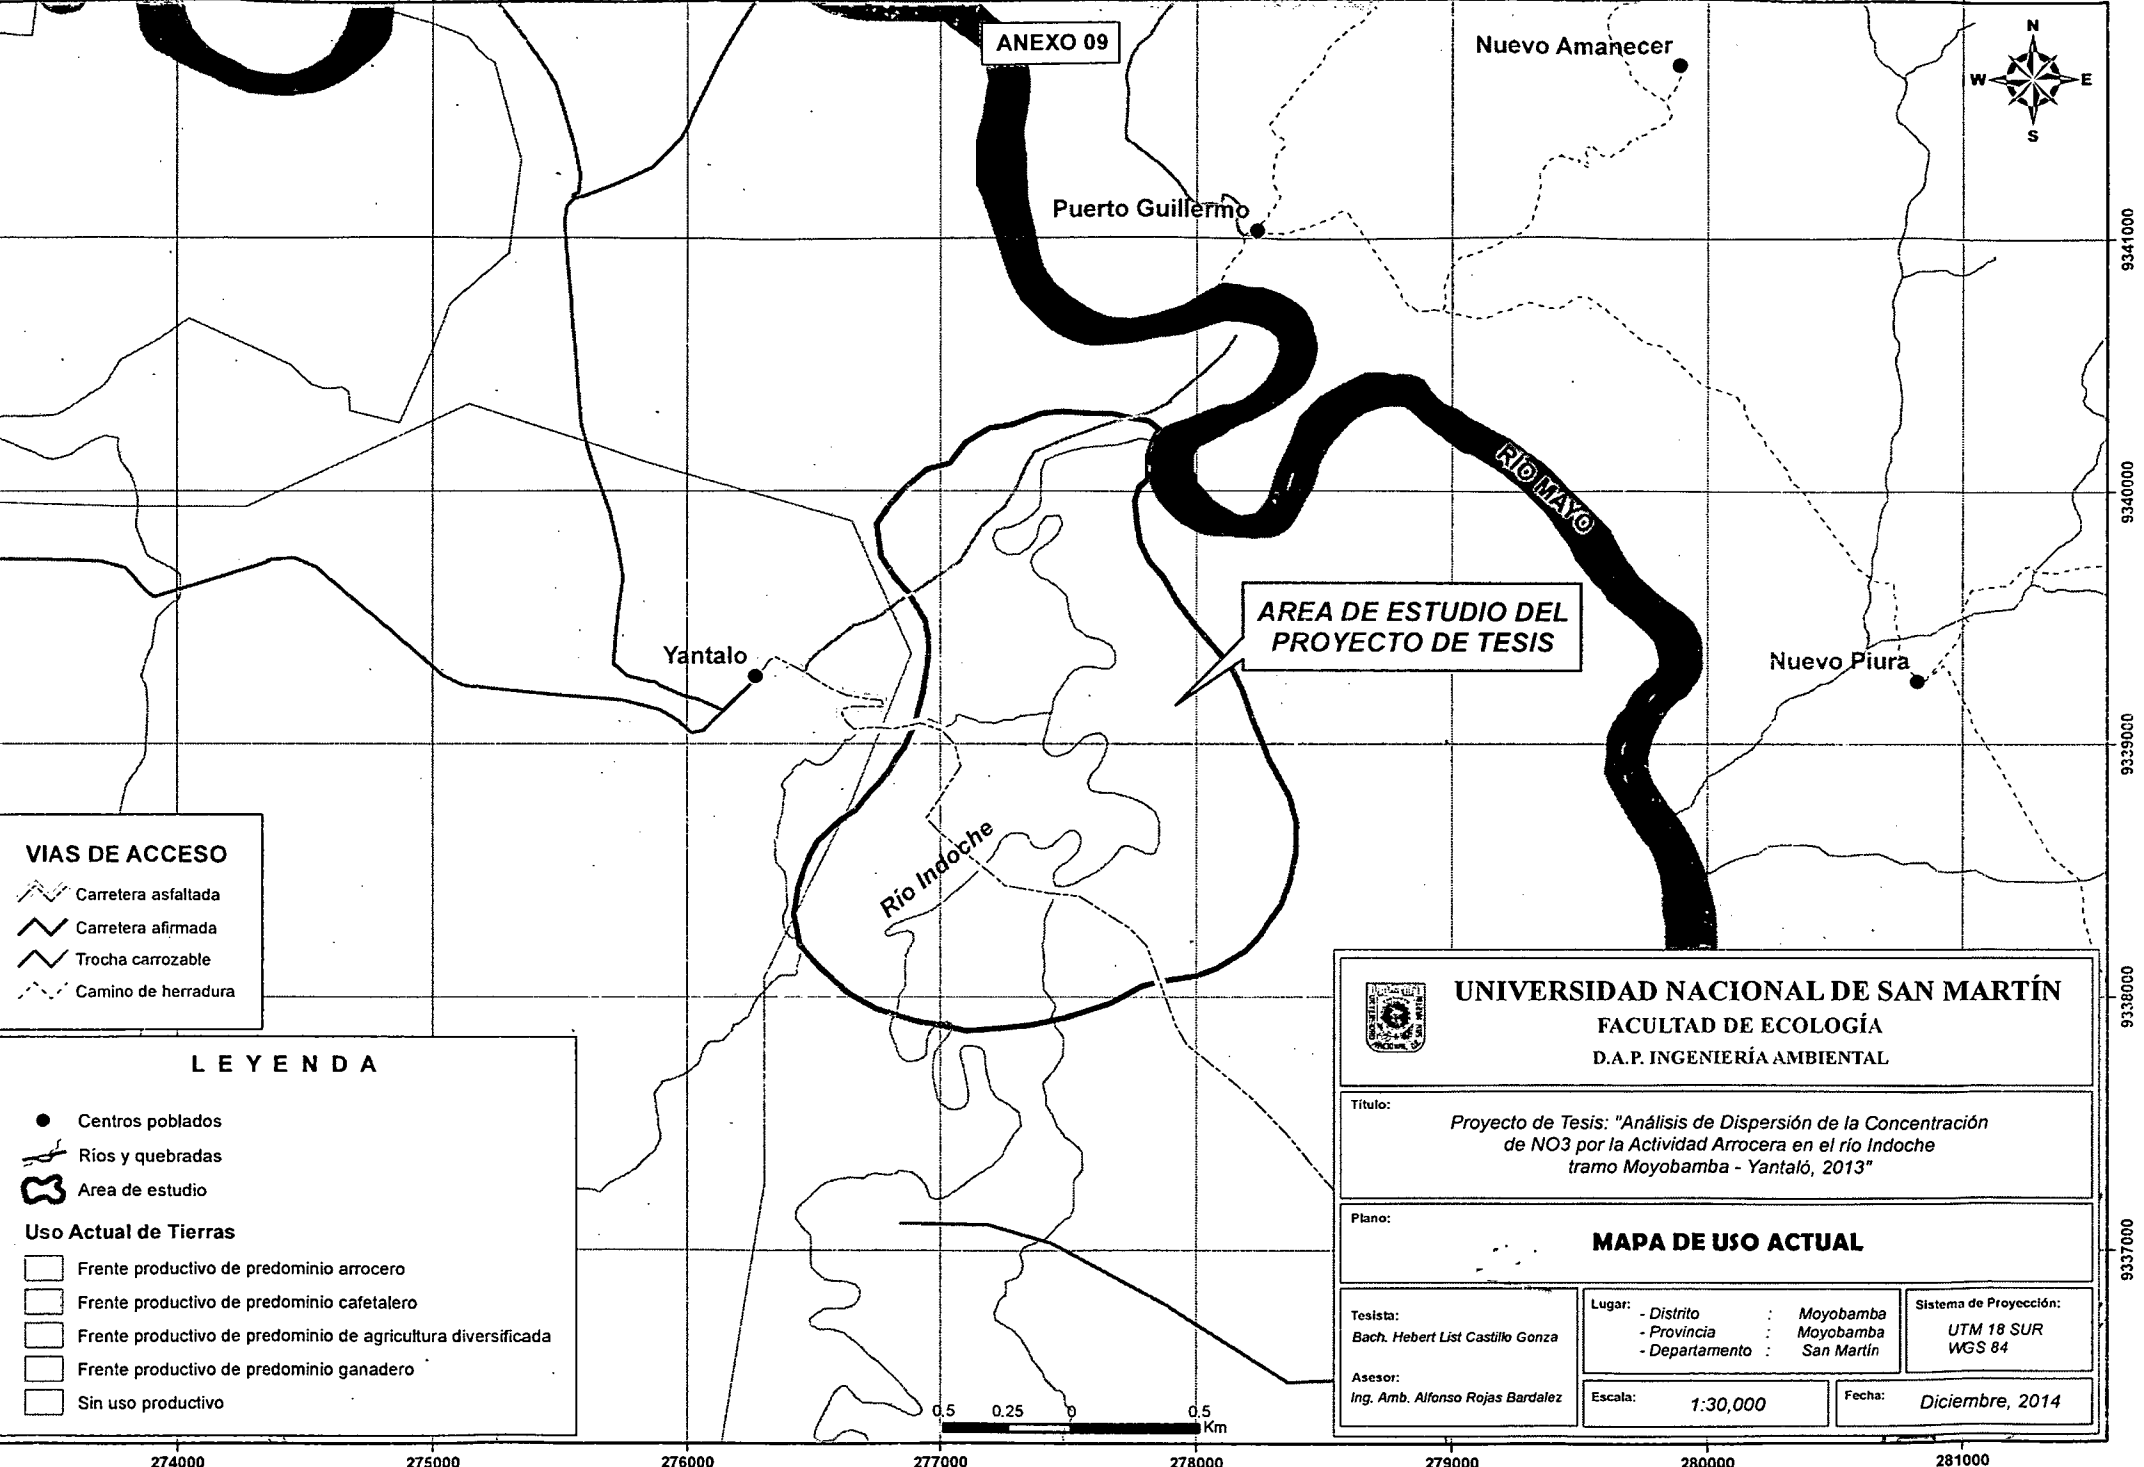 ANEXO 09
Nuevo Amanecer
N
W
E
S
Puerto Guillermo
9341000
RÍO MAYO
9340000
AREA DE ESTUDIO DEL
PROYECTO DE TESIS
Yantalo
Nuevo Piura
9339000
Río Indoche
VIAS DE ACCESO
Carretera asfaltada
Carretera afirmada
Trocha carrozable
Camino de herradura
9338000
LEYENDA
Centros poblados
Ríos y quebradas
Area de estudio
Uso Actual de Tierras
Frente productivo de predominio arrocero
Frente productivo de predominio cafetalero
Frente productivo de predominio de agricultura diversificada
Frente productivo de predominio ganadero
Sin uso productivo
UNIVERSIDAD NACIONAL DE SAN MARTÍN
FACULTAD DE ECOLOGÍA
D.A.P. INGENIERÍA AMBIENTAL
Título:
Proyecto de Tesis: "Análisis de Dispersión de la Concentración
de NO3 por la Actividad Arrocera en el río Indoche
tramo Moyobamba - Yantaló, 2013"
Plano:
MAPA DE USO ACTUAL
9337000
Tesista:
Bach. Hebert List Castillo Gonza
Asesor:
Ing. Amb. Alfonso Rojas Bardalez
Lugar:
- Distrito : Moyobamba
- Provincia : Moyobamba
- Departamento : San Martín
Sistema de Proyección:
UTM 18 SUR
WGS 84
Escala: 1:30,000
Fecha: Diciembre, 2014
0.5 0.25 0 0.5
Km
274000 275000 276000 277000 278000 279000 280000 281000